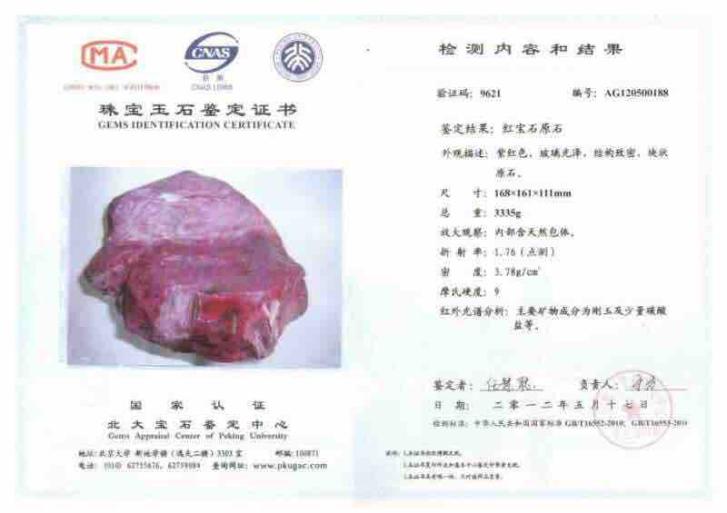 CMA
CNAS
珠宝玉石鉴定证书
GEMS IDENTIFICATION CERTIFICATE
国家认证
北大宝石鉴定中心
Gems Appraisal Center of Peking University
地址:北京大学 新地学楼(逸夫二楼)3303室 邮编:100871
电话: (010) 62755676, 62759084 查询网址: www.pkugac.com
检测内容和结果
验证码: 9621 编号: AG120500188
鉴定结果: 红宝石原石
外观描述: 紫红色、玻璃光泽、结构致密、块状
原石。
尺 寸: 168×161×111mm
总 重: 3335g
放大观察: 内部含天然包体。
折 射 率: 1.76 (点测)
密 度: 3.78g/cm³
摩氏硬度: 9
红外光谱分析: 主要矿物成分为刚玉及少量碳酸
盐等。
鉴定者: 负责人:
日 期: 二零一二年五月十七日
检测标准: 中华人民共和国国家标准 GB/T16552-2010; GB/T16553-2010